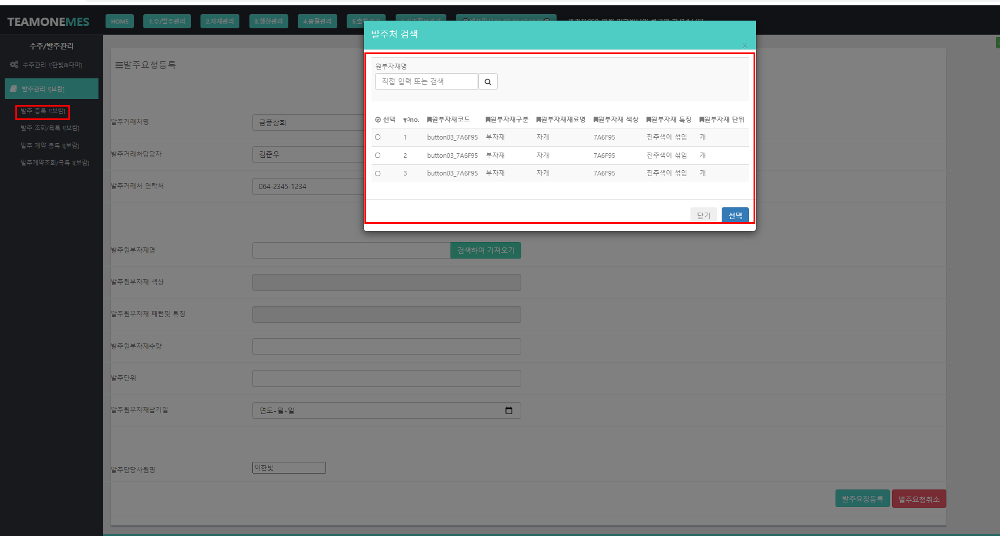 TEAMONEMES
HOME
1.수/발주관리
2.자재관리
3.생산관리
4.품질관리
수주/발주관리
수주관리 ![한빛&다미]
발주관리 ![보람]
발주 등록 ![보람]
발주 조회/목록 ![보람]
발주 계약 등록 ![보람]
발주계약조회/목록 ![보람]
발주요청등록
발주처 검색
×
원부자재명
직접 입력 또는 검색
선택 no. 원부자재코드 원부자재구분 원부자재재료명 원부자재 색상 원부자재 특징 원부자재 단위
1 button03_7A6F95 부자재 자개 7A6F95 진주색이 섞임 개
2 button03_7A6F95 부자재 자개 7A6F95 진주색이 섞임 개
3 button03_7A6F95 부자재 자개 7A6F95 진주색이 섞임 개
닫기 선택
발주거래처명 금풍상회
발주거래처담당자 김준우
발주거래처 연락처 064-2345-1234
발주원부자재명 검색하여 가져오기
발주원부자재 색상
발주원부자재 패턴및 특징
발주원부자재수량
발주단위
발주원부자재납기일 연도-월-일
발주담당사원명 이한빛
발주요청등록 발주요청취소